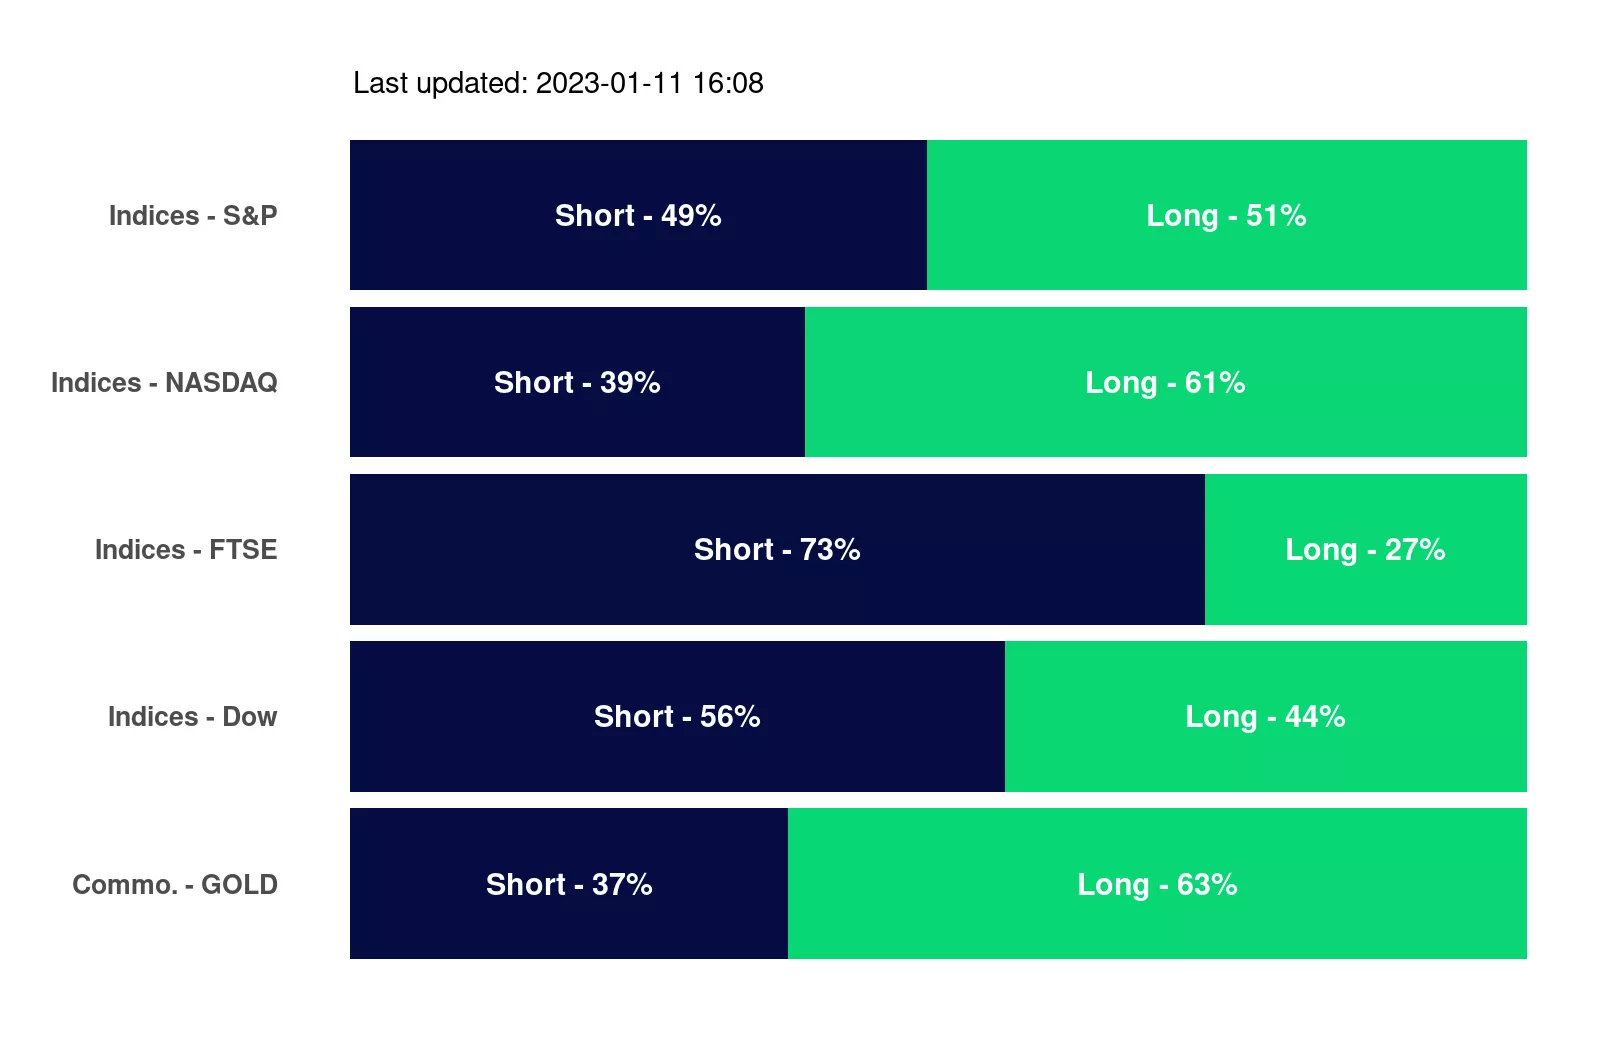 Last updated: 2023-01-11 16:08
Indices - S&P Short - 49% Long - 51%
Indices - NASDAQ Short - 39% Long - 61%
Indices - FTSE Short - 73% Long - 27%
Indices - Dow Short - 56% Long - 44%
Commo. - GOLD Short - 37% Long - 63%